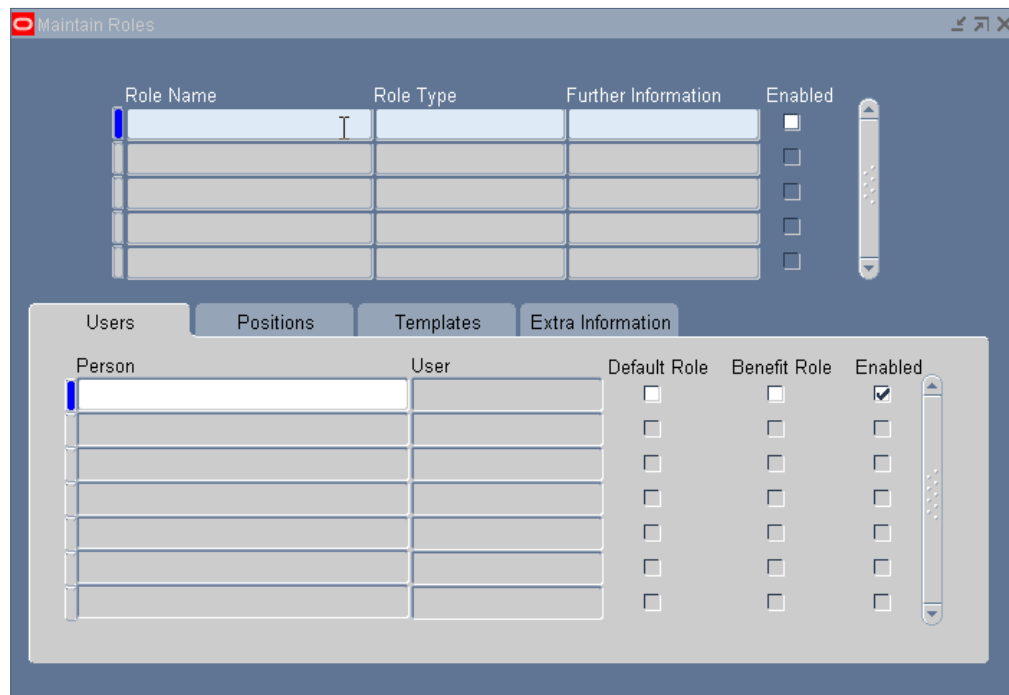 Maintain Roles
Role Name Role Type Further Information Enabled
Users Positions Templates Extra Information
Person User Default Role Benefit Role Enabled